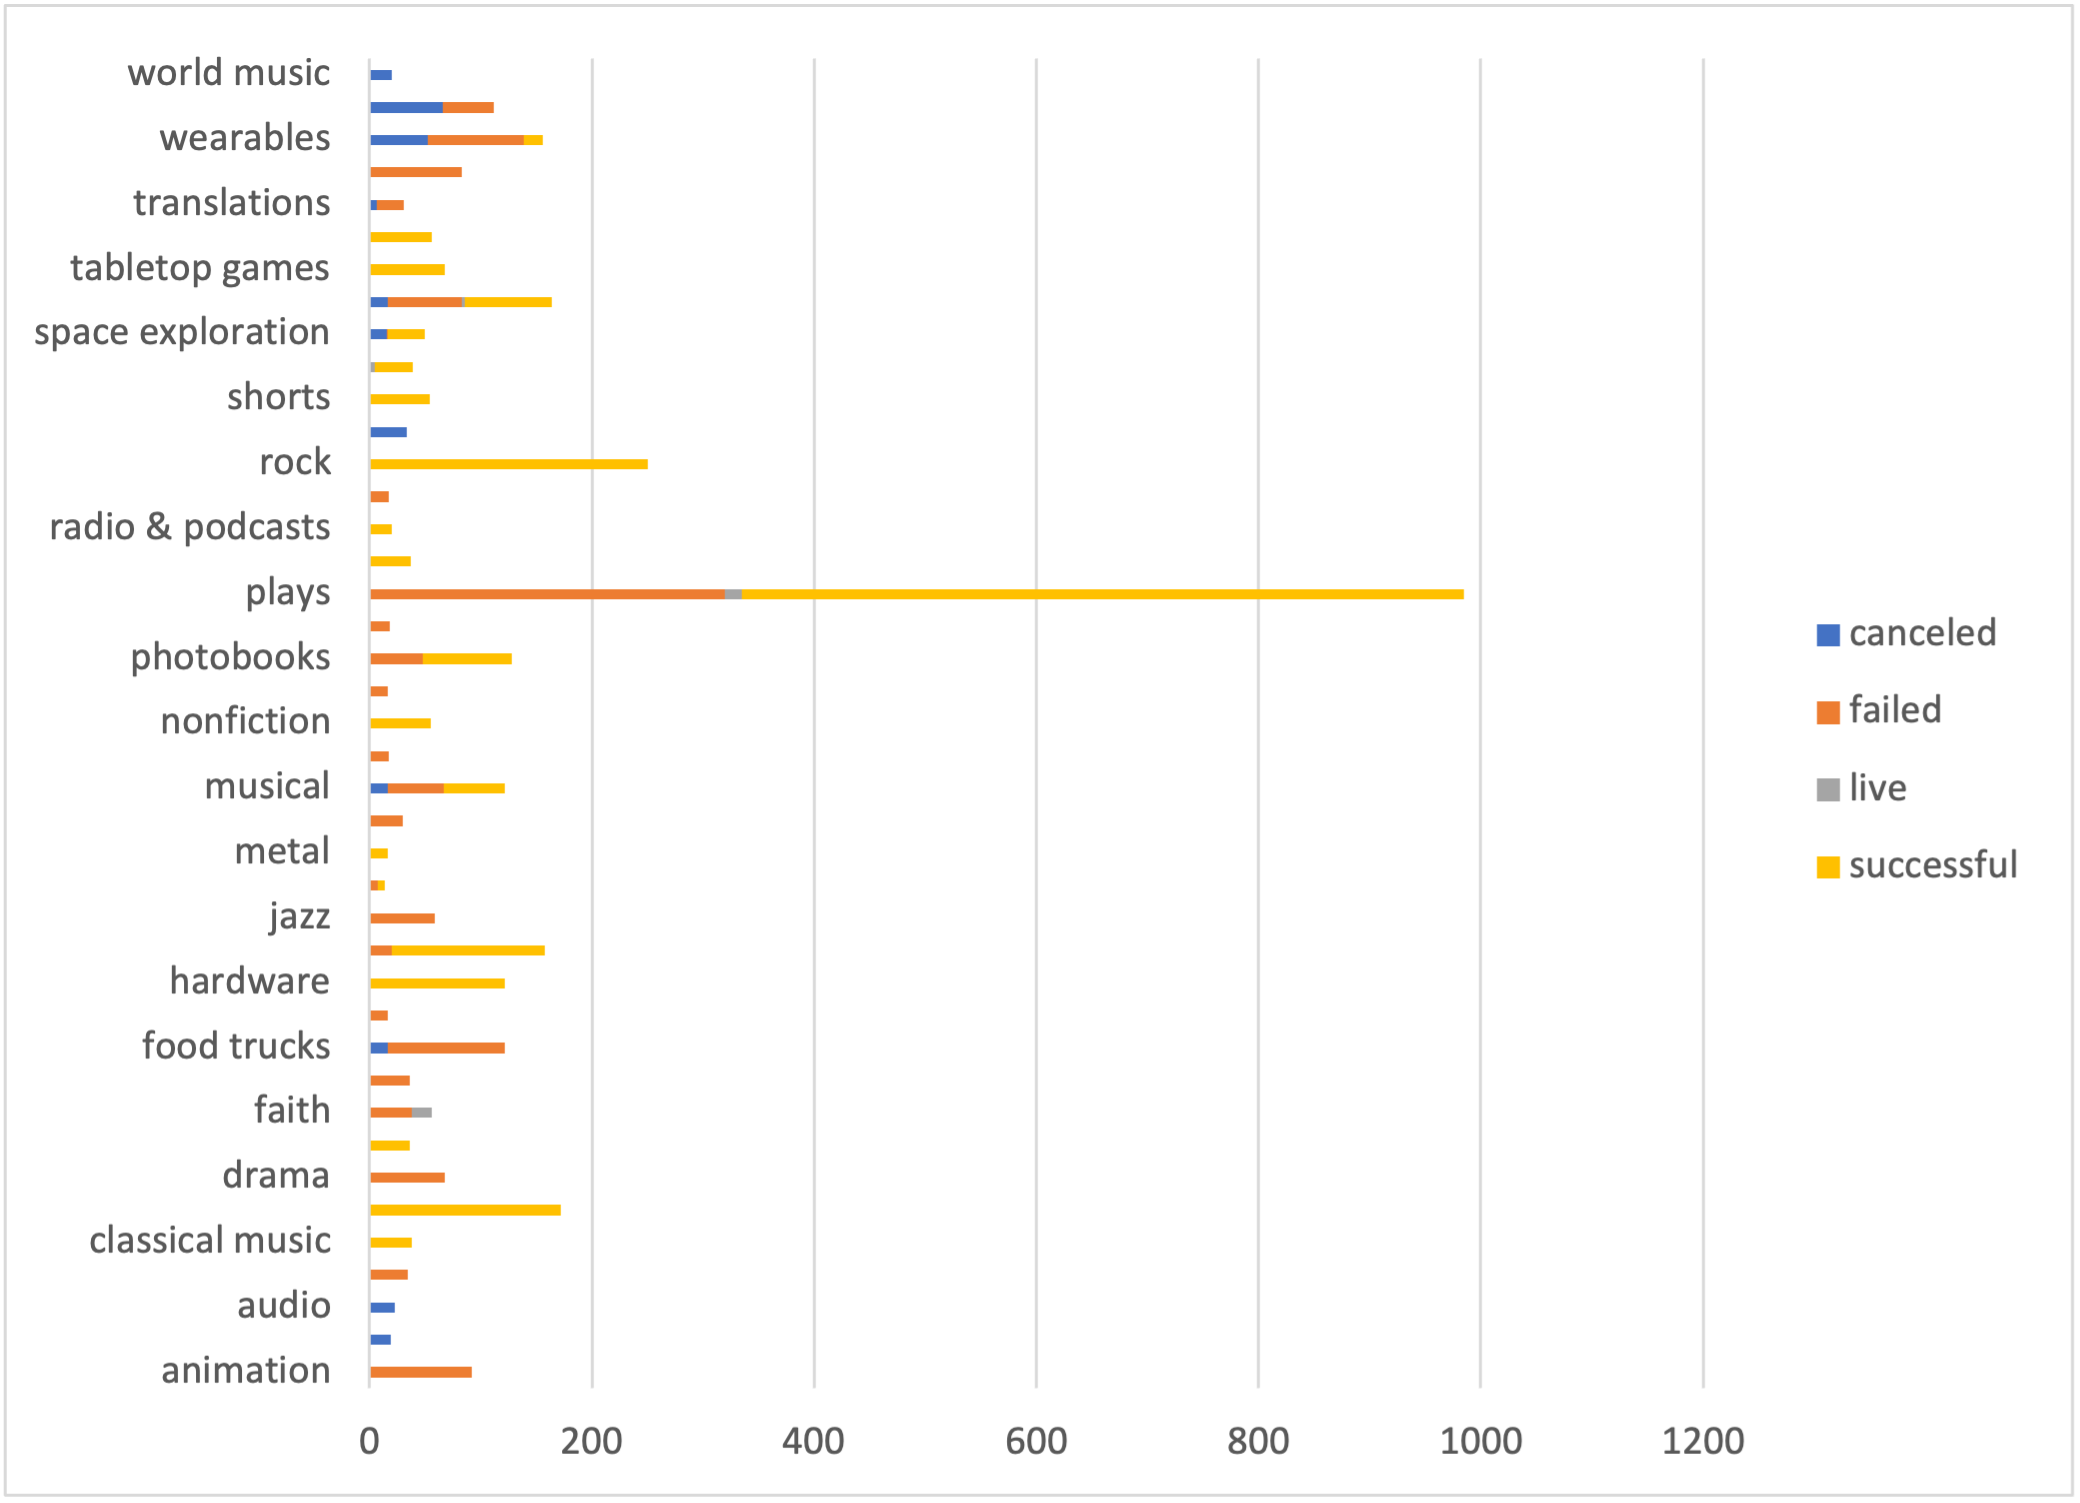 world music
wearables
translations
tabletop games
space exploration
shorts
rock
radio & podcasts
plays
photobooks
nonfiction
musical
metal
jazz
hardware
food trucks
faith
drama
classical music
audio
animation
0 200 400 600 800 1000 1200
canceled
failed
live
successful